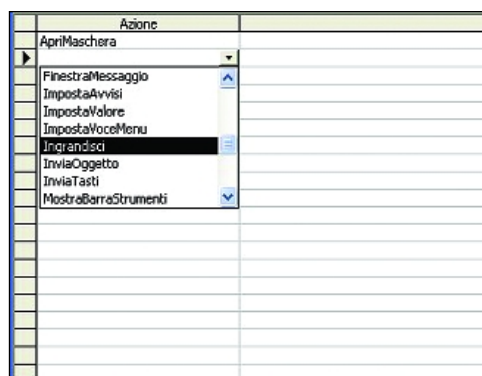 Azione
ApriMaschera
FinestraMessaggio
ImpostaAvvisi
ImpostaValore
ImpostaVoceMenu
Ingrandisci
InviaOggetto
InviaTasti
MostraBarraStrumenti